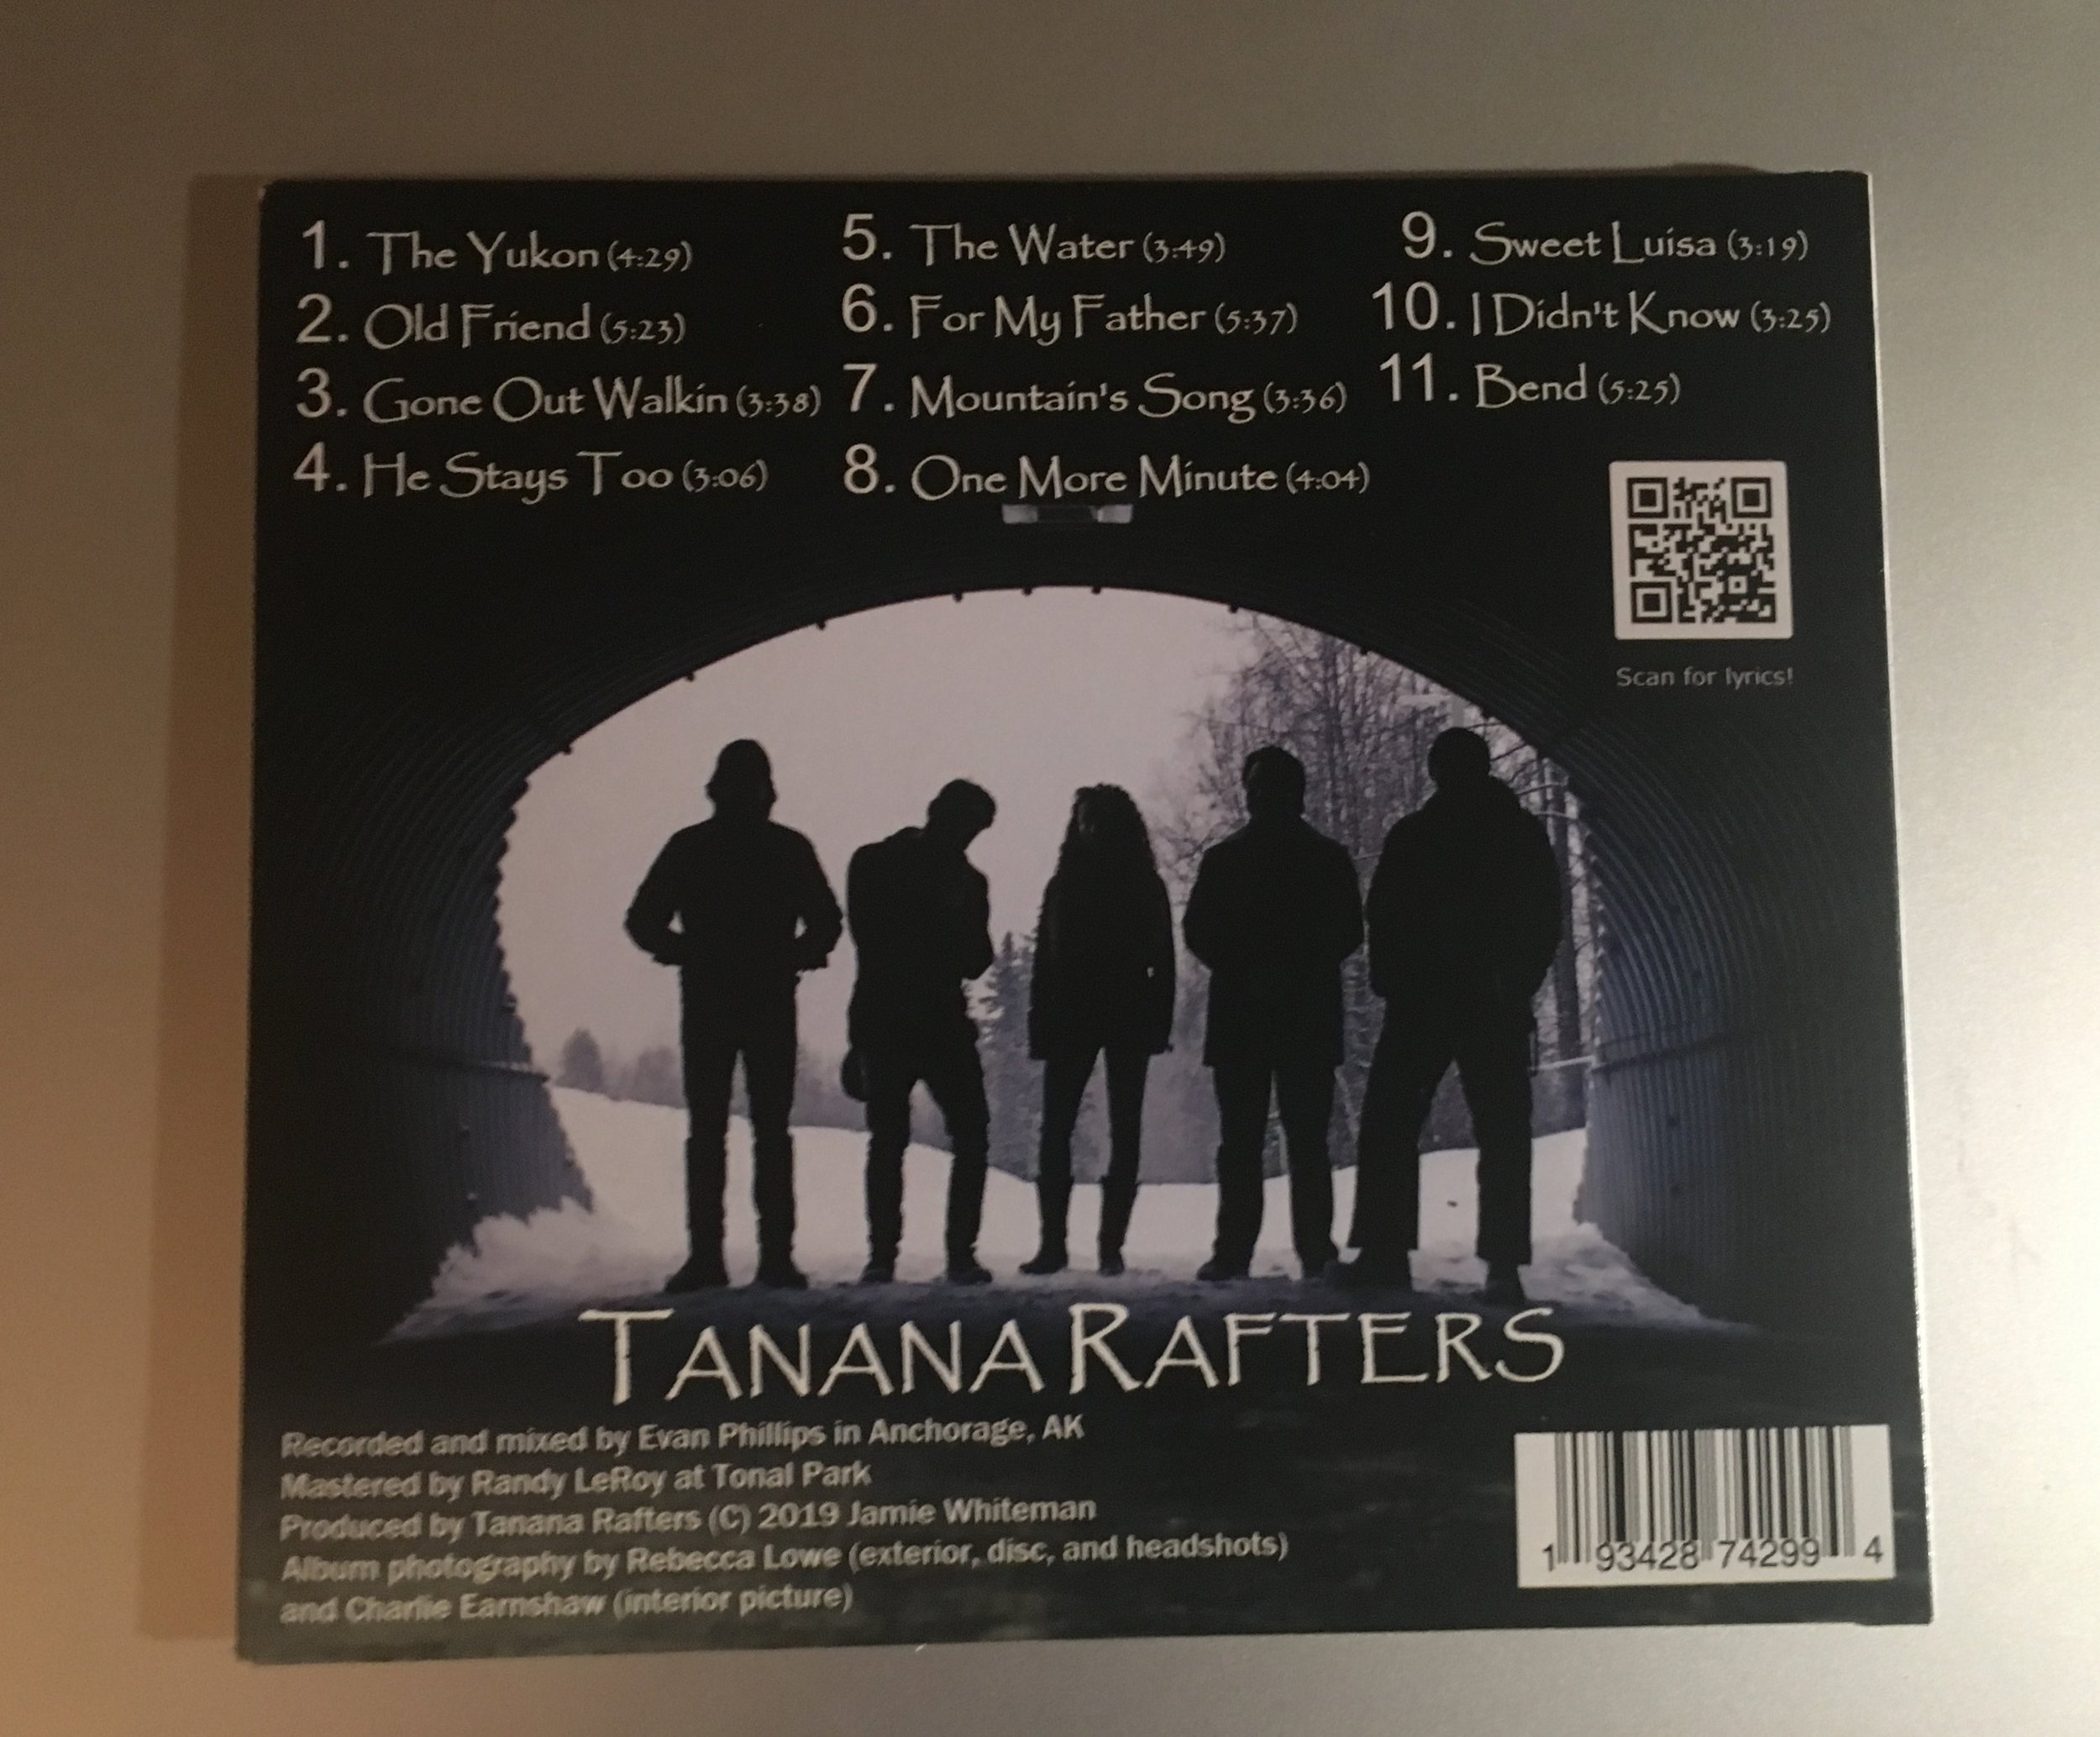 1. The Yukon (4:29)
2. Old Friend (5:23)
3. Gone Out Walkin (3:38)
4. He Stays Too (3:06)
5. The Water (3:49)
6. For My Father (5:37)
7. Mountain's Song (3:36)
8. One More Minute (4:04)
9. Sweet Luisa (3:19)
10. I Didn't Know (3:25)
11. Bend (5:25)
Scan for lyrics!
TANANA RAFTERS
Recorded and mixed by Evan Phillips in Anchorage, AK
Mastered by Randy LeRoy at Tonal Park
Produced by Tanana Rafters (C) 2019 Jamie Whiteman
Album photography by Rebecca Lowe (exterior, disc, and headshots)
and Charlie Earnshaw (interior picture)
1 93428 74299 4